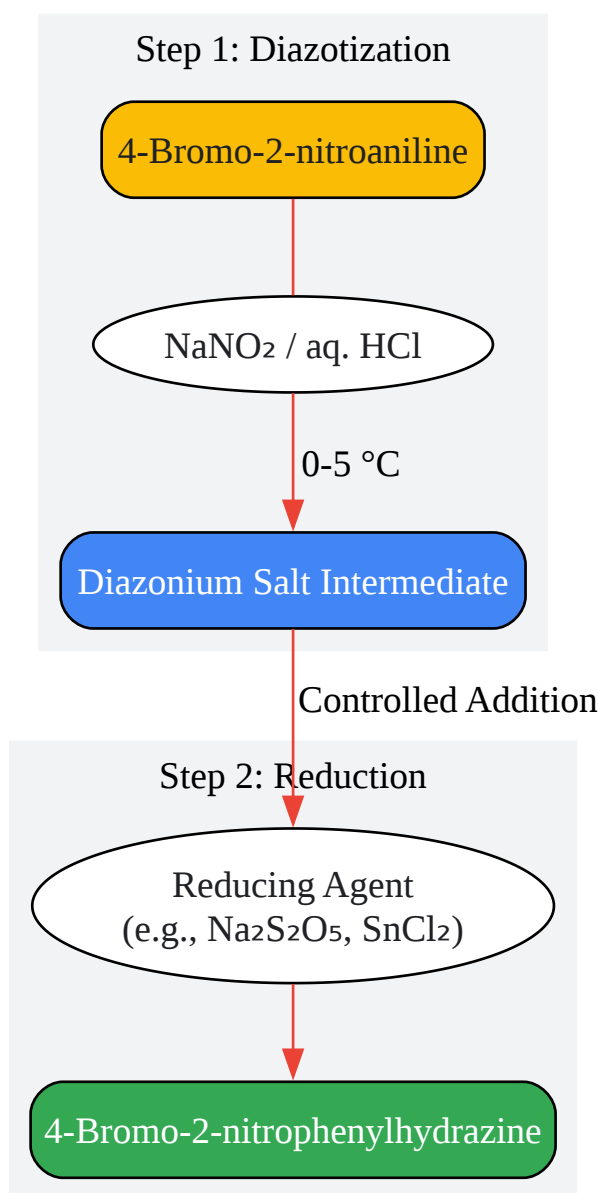 Step 1: Diazotization
4-Bromo-2-nitroaniline
NaNO₂ / aq. HCl
0-5 °C
Diazonium Salt Intermediate
Controlled Addition
Step 2: Reduction
Reducing Agent
(e.g., Na₂S₂O₅, SnCl₂)
4-Bromo-2-nitrophenylhydrazine